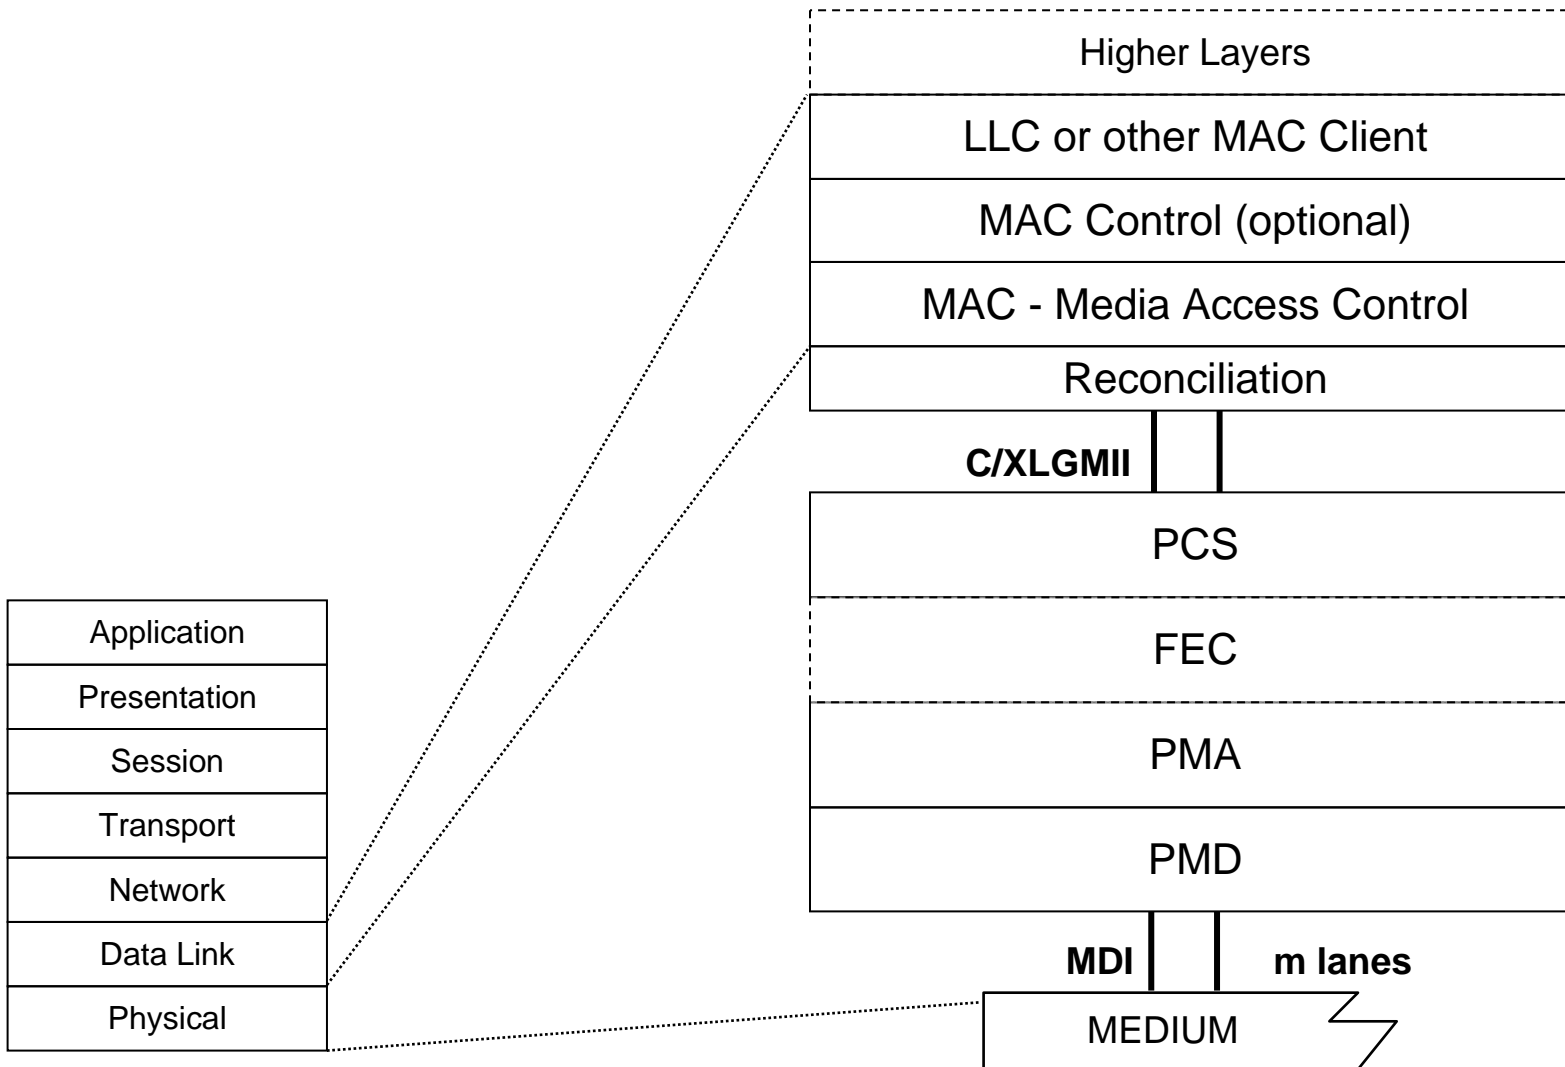 Higher Layers
LLC or other MAC Client
MAC Control (optional)
MAC - Media Access Control
Reconciliation
C/XLGMII
PCS
FEC
PMA
PMD
MDI
m lanes
MEDIUM
Application
Presentation
Session
Transport
Network
Data Link
Physical